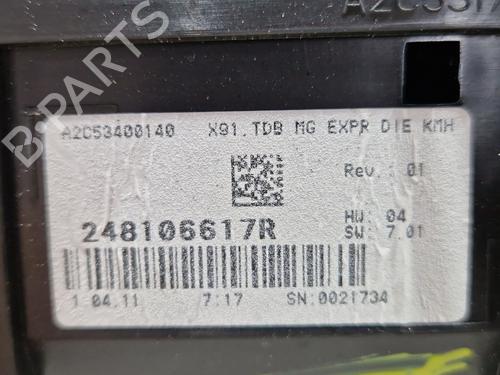 A2C53400140 X91.TDB MG EXPR DIE KMH
Rev.: 01
248106617R
HW: 04
SW: 7.01
1 04.11 7:17 SN:0021734
B-PARTS